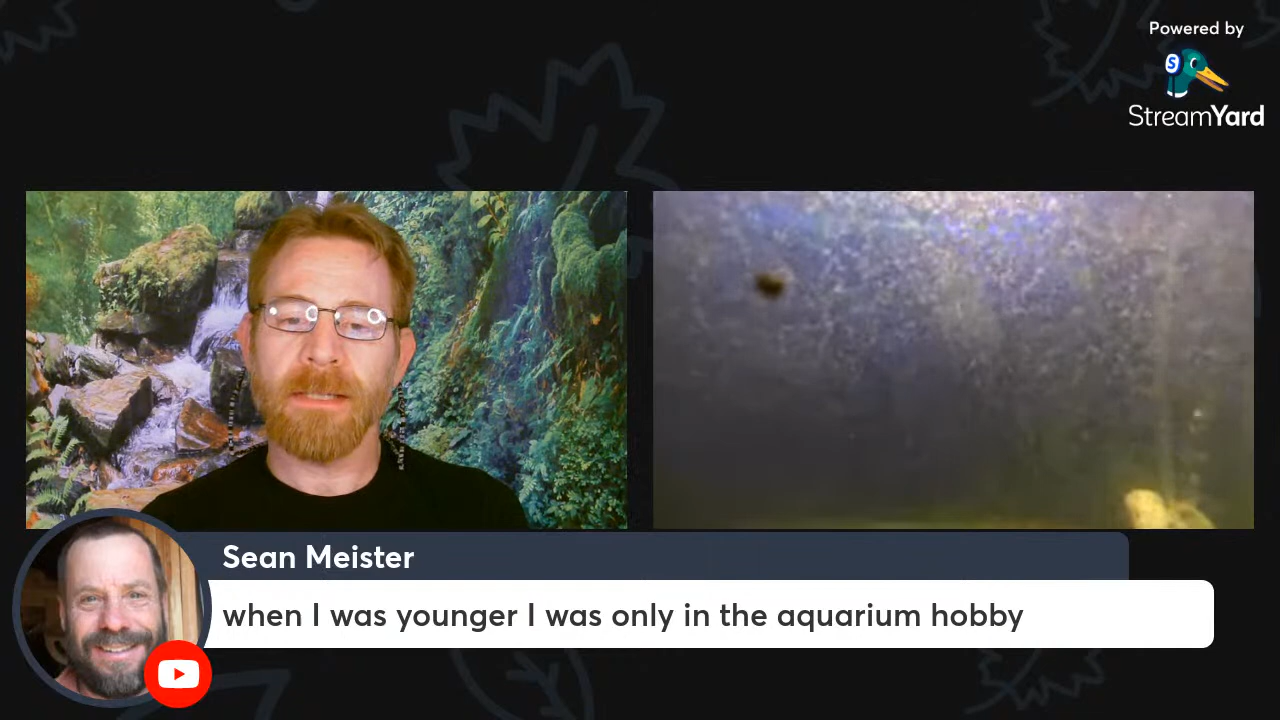 Powered by
StreamYard
Sean Meister
when I was younger I was only in the aquarium hobby